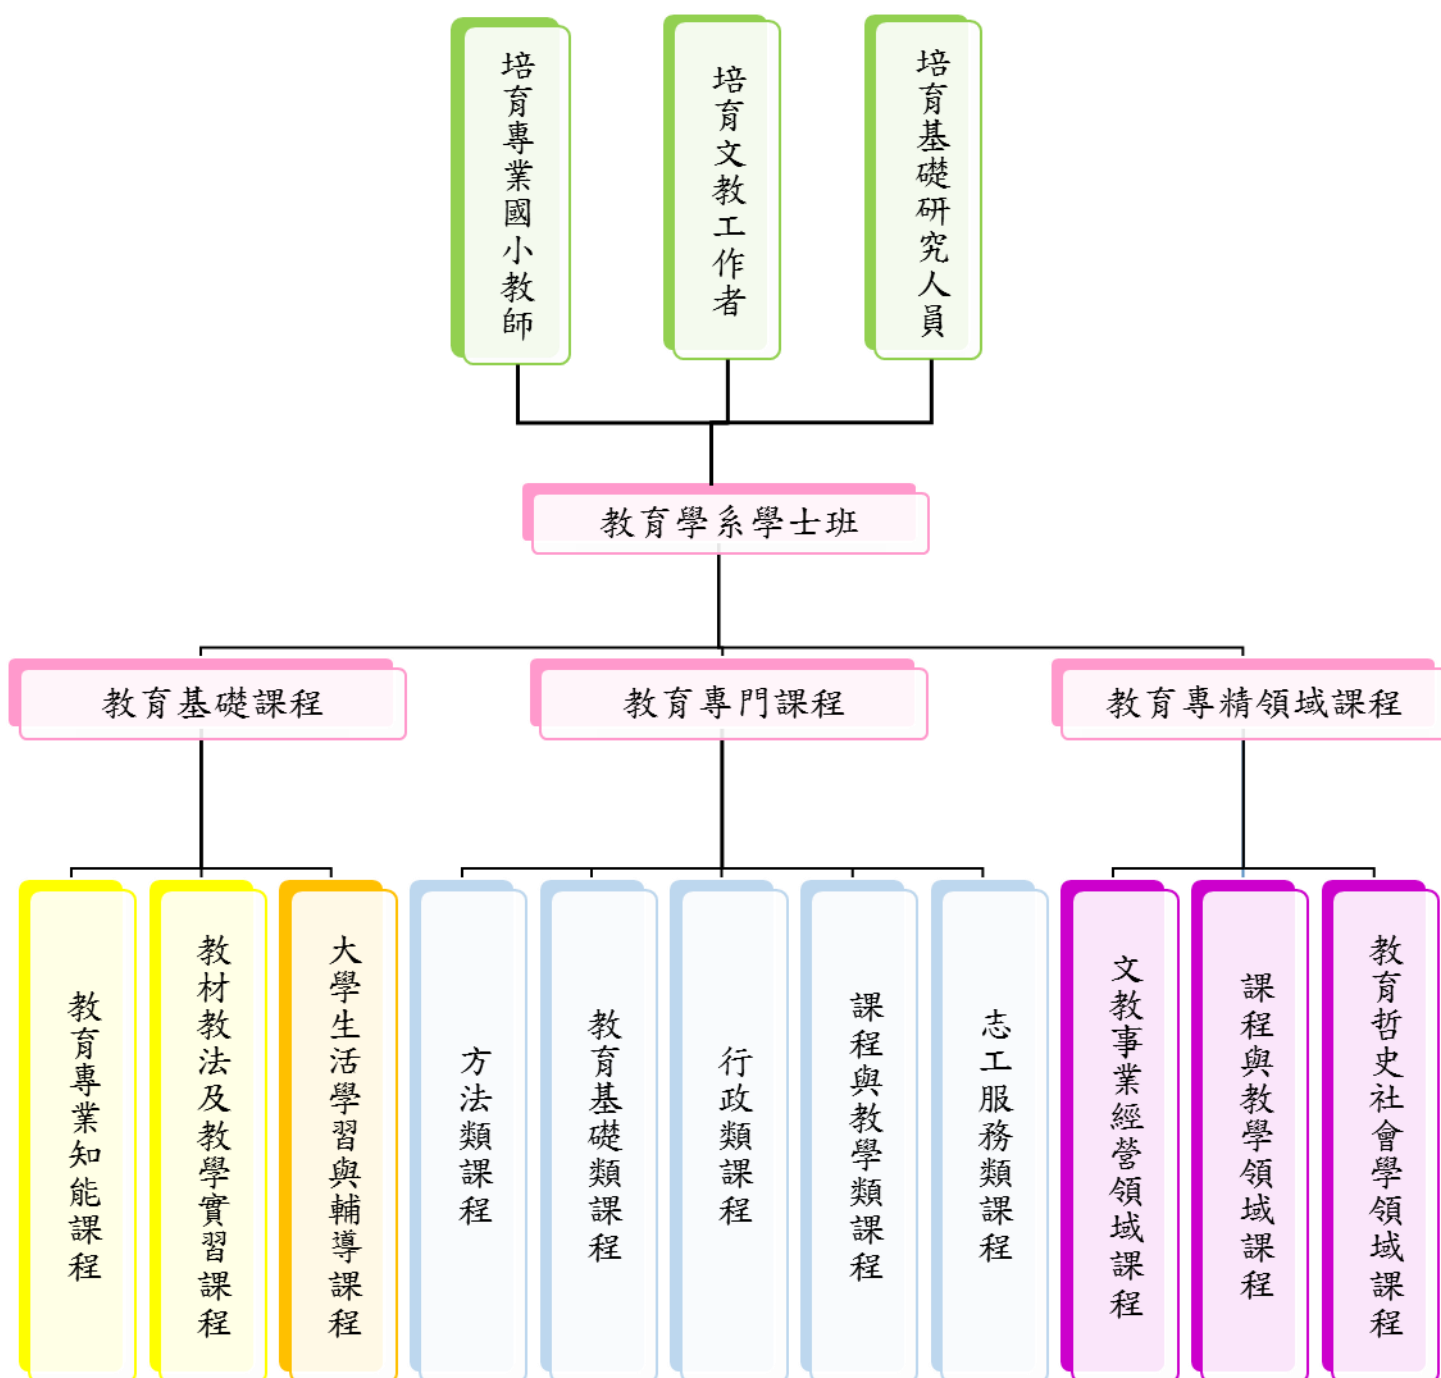 培育專業國小教師
培育文教工作者
培育基礎研究人員
教育學系學士班
教育基礎課程
教育專門課程
教育專精領域課程
教育專業知能課程
教材教法及教學實習課程
大學生活學習與輔導課程
方法類課程
教育基礎類課程
行政類課程
課程與教學類課程
志工服務類課程
文教事業經營領域課程
課程與教學領域課程
教育哲史社會學領域課程